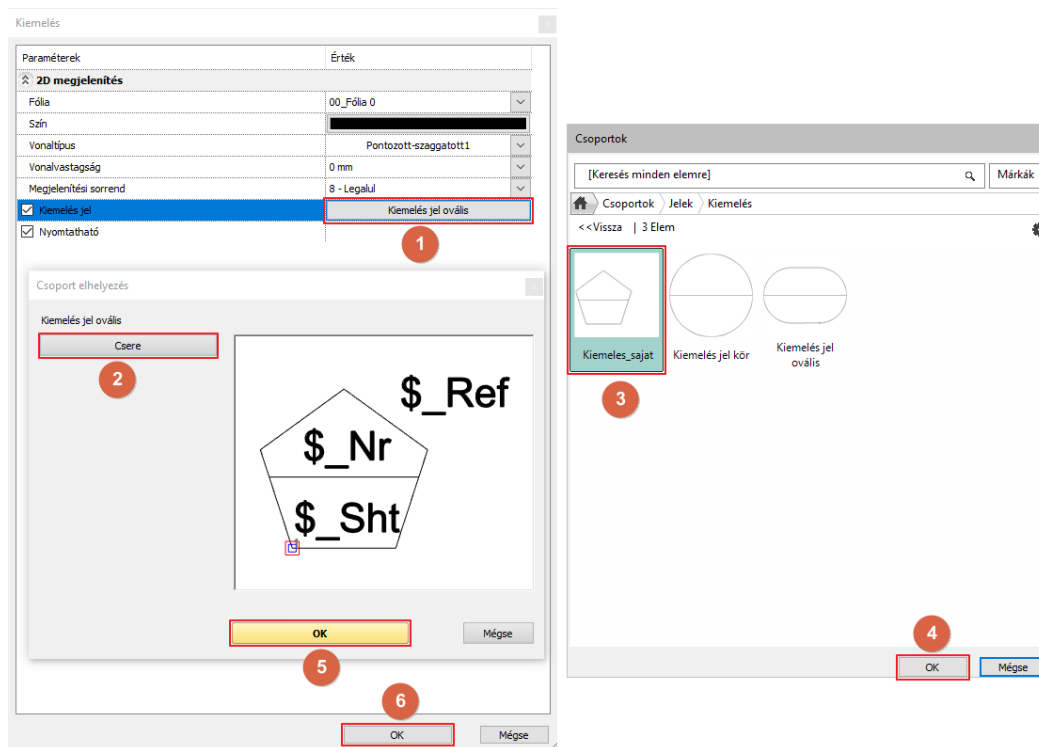 Kiemelés
Paraméterek Érték
2D megjelenítés
Fólia 00_Fólia 0
Szín
Vonaltípus Pontozott-szaggatott1
Vonalvastagság 0 mm
Megjelenítési sorrend 8 - Legalul
Kiemelés jel Kiemelés jel ovális
Nyomtatható
1
Csoport elhelyezés
Kiemelés jel ovális
Csere
2
$_Ref
$_Nr
$_Sht
OK Mégse
5
6
OK Mégse
Csoportok
[Keresés minden elemre] Márkák
Csoportok Jelek Kiemelés
<<Vissza | 3 Elem
Kiemeles_sajat Kiemelés jel kör Kiemelés jel
ovális
3
4
OK Mégse